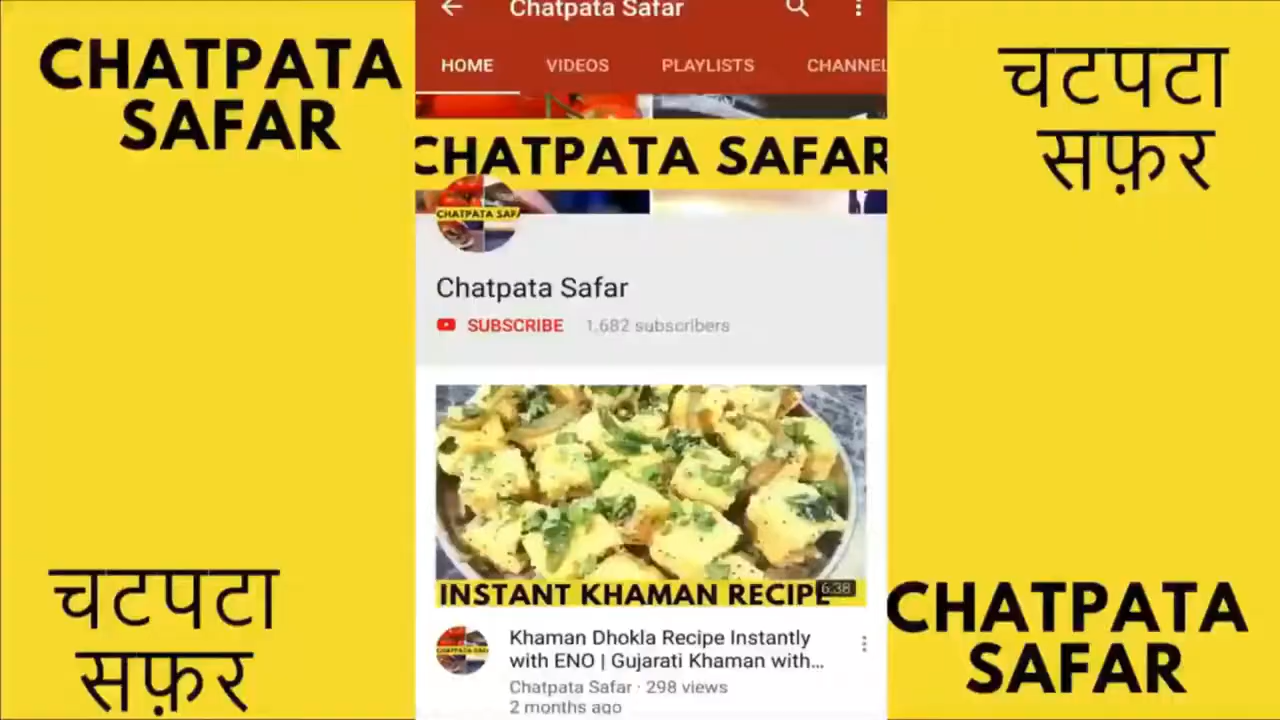 CHATPATA
SAFAR
Chatpata Safar
HOME VIDEOS PLAYLISTS CHANNEL
CHATPATA SAFAR
CHATPATA SAFA
Chatpata Safar
SUBSCRIBE 1,682 subscribers
INSTANT KHAMAN RECIPE
6:38
Khaman Dhokla Recipe Instantly
with ENO | Gujarati Khaman with...
Chatpata Safar · 298 views
2 months ago
चटपटा
सफ़र
चटपटा
सफ़र
CHATPATA
SAFAR